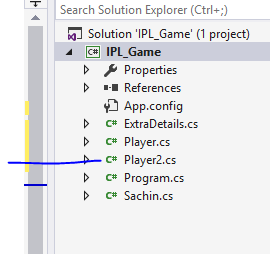 Search Solution Explorer (Ctrl+;)
Solution 'IPL_Game' (1 project)
C# IPL_Game
Properties
References
App.config
C# ExtraDetails.cs
C# Player.cs
C# Player2.cs
C# Program.cs
C# Sachin.cs